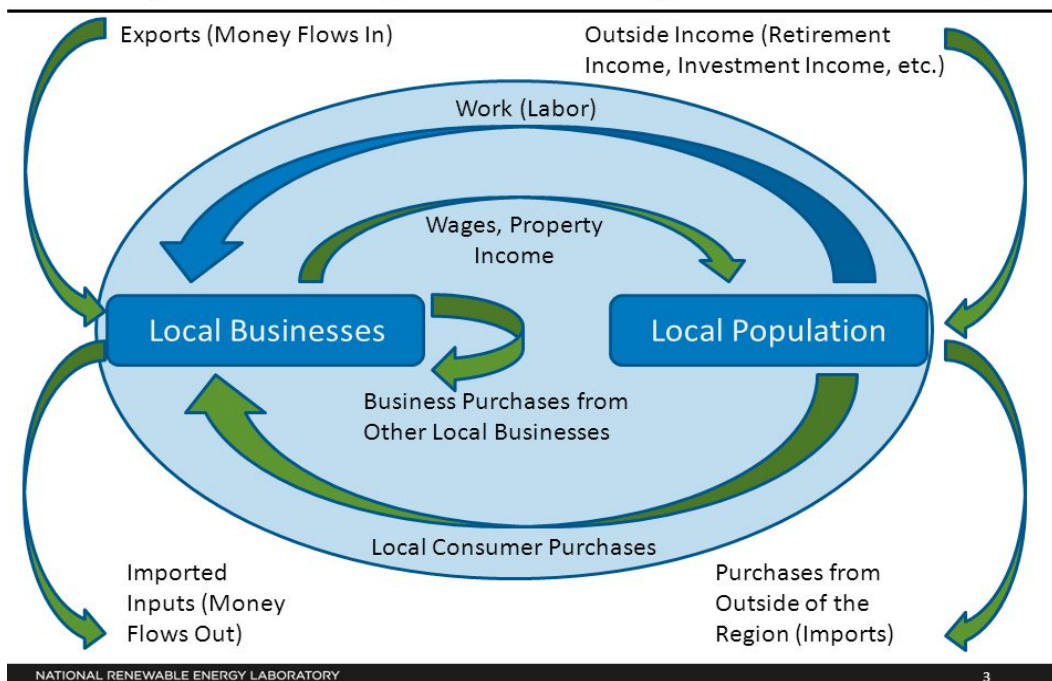 Exports (Money Flows In)
Outside Income (Retirement
Income, Investment Income, etc.)
Work (Labor)
Wages, Property
Income
Local Businesses
Local Population
Business Purchases from
Other Local Businesses
Local Consumer Purchases
Imported
Inputs (Money
Flows Out)
Purchases from
Outside of the
Region (Imports)
NATIONAL RENEWABLE ENERGY LABORATORY
3